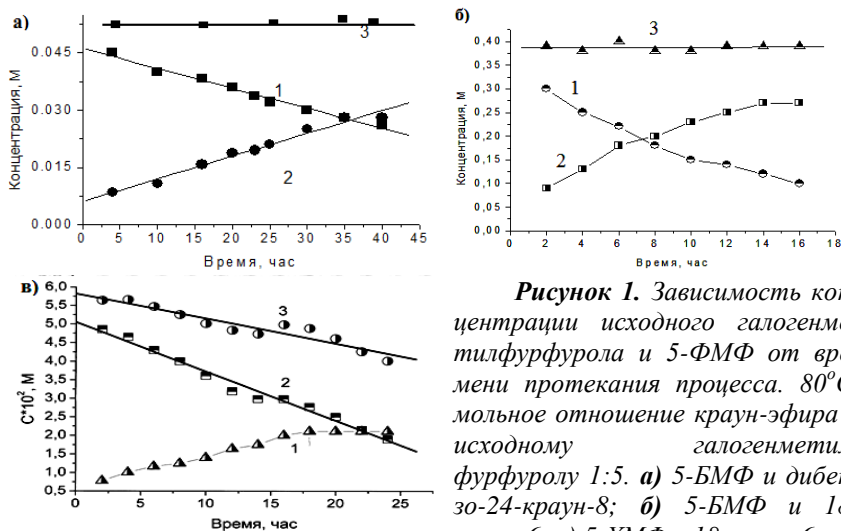 а)
Концентрация, М
0.045
0.030
0.015
0.000
0 5 10 15 20 25 30 35 40 45
Время, час
3
1
2
б)
Концентрация, М
0,40
0,35
0,30
0,25
0,20
0,15
0,10
0,05
0,00
0 2 4 6 8 10 12 14 16 18
Время, час
3
1
2
в)
С*10², М
6,0
5,5
5,0
4,5
4,0
3,5
3,0
2,5
2,0
1,5
1,0
0,5
0 5 10 15 20 25
Время, час
3
2
1
Рисунок 1. Зависимость
центрации исходного
тилфурфурола и 5-ФМФ от
мени протекания процесса.
мольное отношение краун-эфира
исходному
фурфуролу 1:5. а) 5-БМФ и
зо-24-краун-8; б) 5-БМФ и